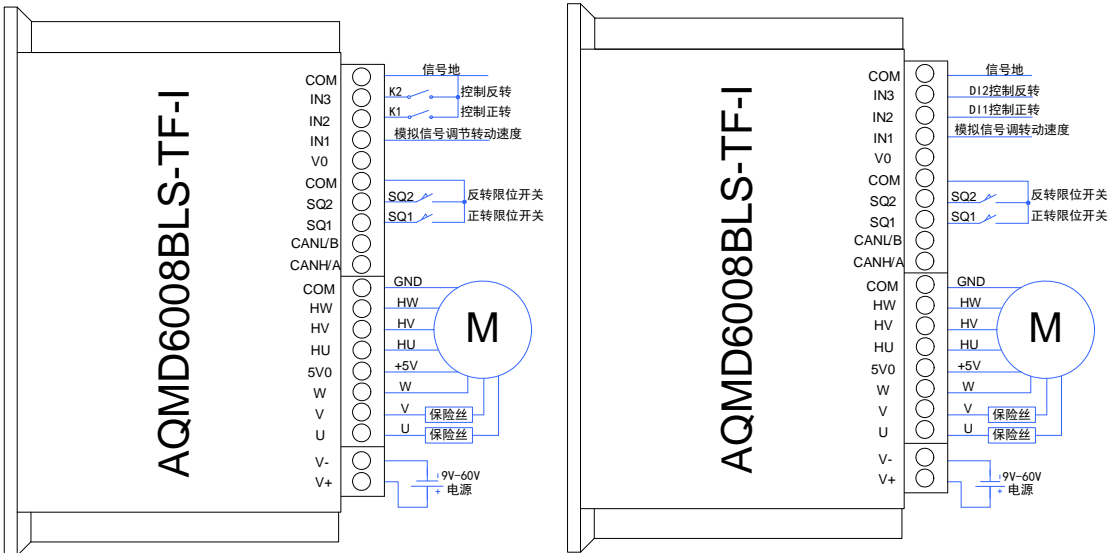 AQMD6008BLS-TF-I
COM
信号地
IN3
K2
控制反转
IN2
K1
控制正转
IN1
模拟信号调节转动速度
V0
COM
SQ2
SQ2
反转限位开关
SQ1
SQ1
正转限位开关
CANL/B
CANH/A
COM
GND
HW
HW
HV
HV
HU
HU
5V0
+5V
W
W
V
V
保险丝
U
U
保险丝
M
V-
V+
9V-60V
+ 电源
AQMD6008BLS-TF-I
COM
信号地
IN3
DI2控制反转
IN2
DI1控制正转
IN1
模拟信号调转动速度
V0
COM
SQ2
SQ2
反转限位开关
SQ1
SQ1
正转限位开关
CANL/B
CANH/A
COM
GND
HW
HW
HV
HV
HU
HU
5V0
+5V
W
W
V
V
保险丝
U
U
保险丝
M
V-
V+
9V-60V
+ 电源